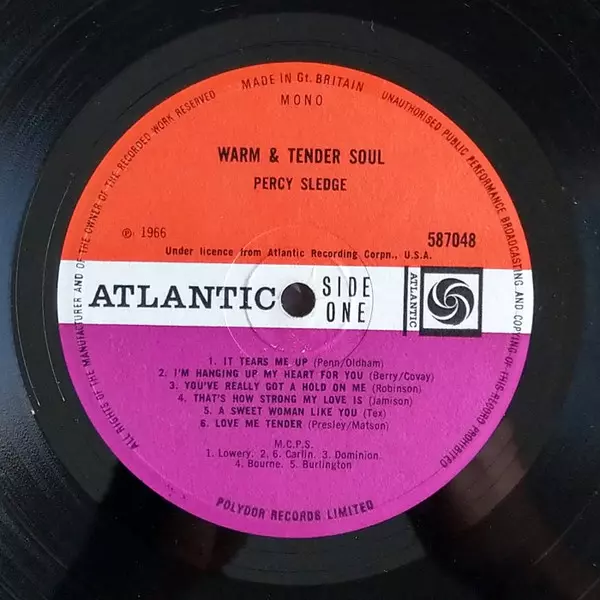 MADE IN Gt. BRITAIN
MONO
WARM & TENDER SOUL
PERCY SLEDGE
℗ 1966
587048
Under licence from Atlantic Recording Corpn., U.S.A.
ATLANTIC
SIDE ONE
ATLANTIC
1. IT TEARS ME UP (Penn/Oldham)
2. I'M HANGING UP MY HEART FOR YOU (Berry/Covay)
3. YOU'VE REALLY GOT A HOLD ON ME (Robinson)
4. THAT'S HOW STRONG MY LOVE IS (Jamison)
5. A SWEET WOMAN LIKE YOU (Tex)
6. LOVE ME TENDER (Presley/Matson)
M.C.P.S.
1. Lowery. 2. 6. Carlin. 3. Dominion.
4. Bourne. 5. Burlington
POLYDOR RECORDS LIMITED
ALL RIGHTS OF THE MANUFACTURER AND OF THE OWNER OF THE RECORDED WORK RESERVED
UNAUTHORISED PUBLIC PERFORMANCE BROADCASTING AND COPYING OF THIS RECORD PROHIBITED